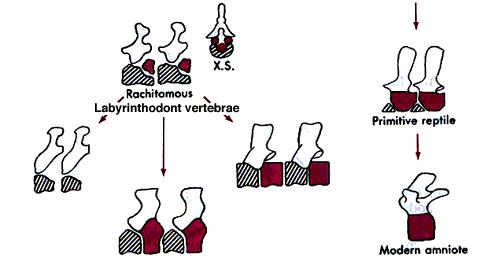 X.S.
Rachitomous
Labyrinthodont vertebrae
Primitive reptile
Modern amniote